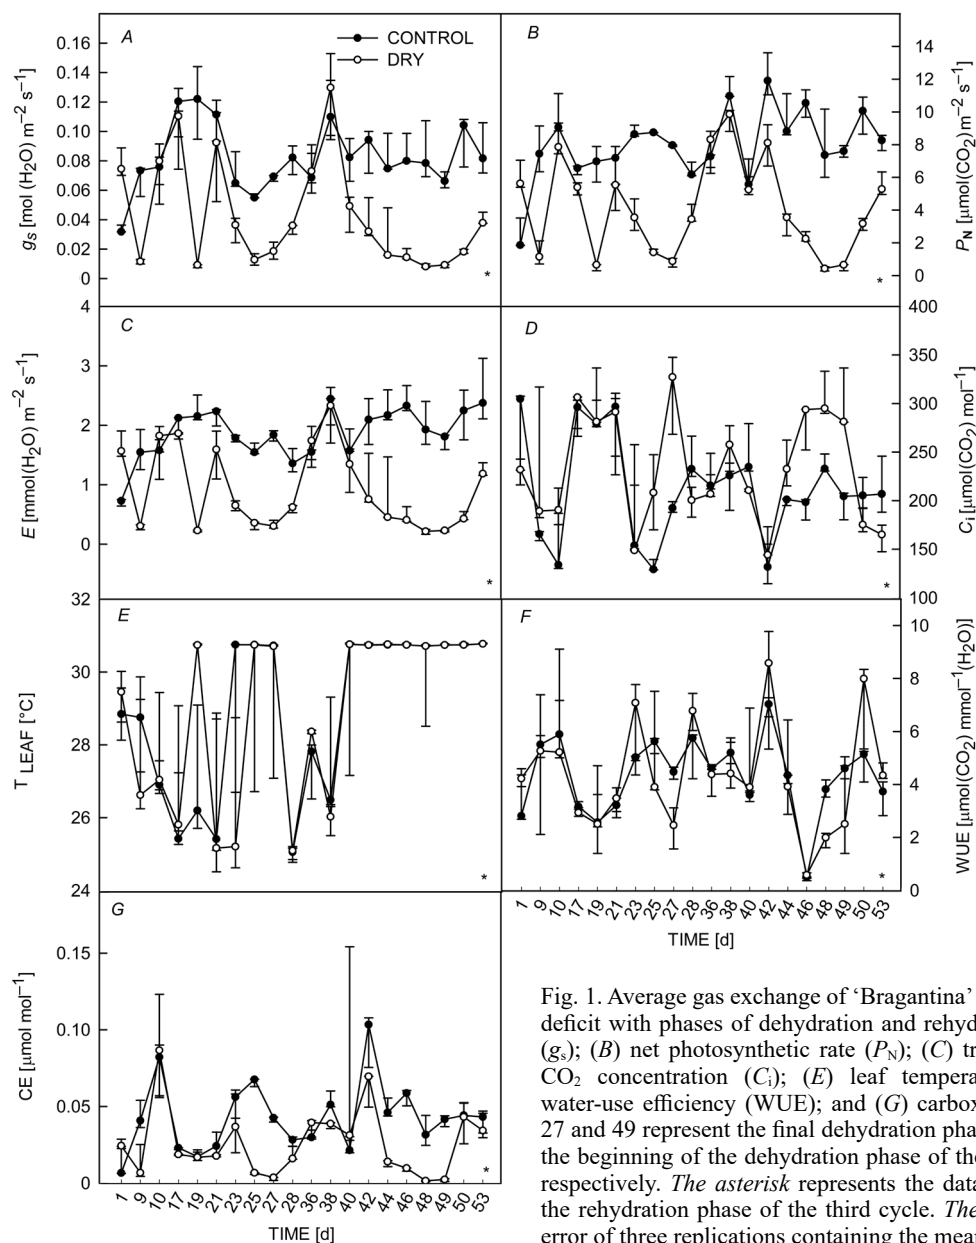 A
CONTROL
DRY
0.16
0.14
0.12
0.10
0.08
0.06
0.04
0.02
0
gs [mol (H2O) m−2 s−1]
*
B
14
12
10
8
6
4
2
0
PN [µmol(CO2) m−2 s−1]
*
C
4
3
2
1
0
E [mmol(H2O) m−2 s−1]
*
D
400
350
300
250
200
150
100
Ci [µmol(CO2) mol−1]
*
E
32
30
28
26
24
T LEAF [°C]
*
F
10
8
6
4
2
0
WUE [µmol(CO2) mmol−1(H2O)]
*
1 9 10 17 19 21 23 25 27 28 36 38 40 42 44 46 48 49 50 53
TIME [d]
G
0.15
0.10
0.05
0
CE [µmol mol−1]
*
1 9 10 17 19 21 23 25 27 28 36 38 40 42 44 46 48 49 50 53
TIME [d]
Fig. 1. Average gas exchange of ‘Bragantina’
deficit with phases of dehydration and rehyd
(gs); (B) net photosynthetic rate (PN); (C) tr
CO2 concentration (Ci); (E) leaf tempera
water-use efficiency (WUE); and (G) carbox
27 and 49 represent the final dehydration pha
the beginning of the dehydration phase of the
respectively. The asterisk represents the data
the rehydration phase of the third cycle. The
error of three replications containing the mea